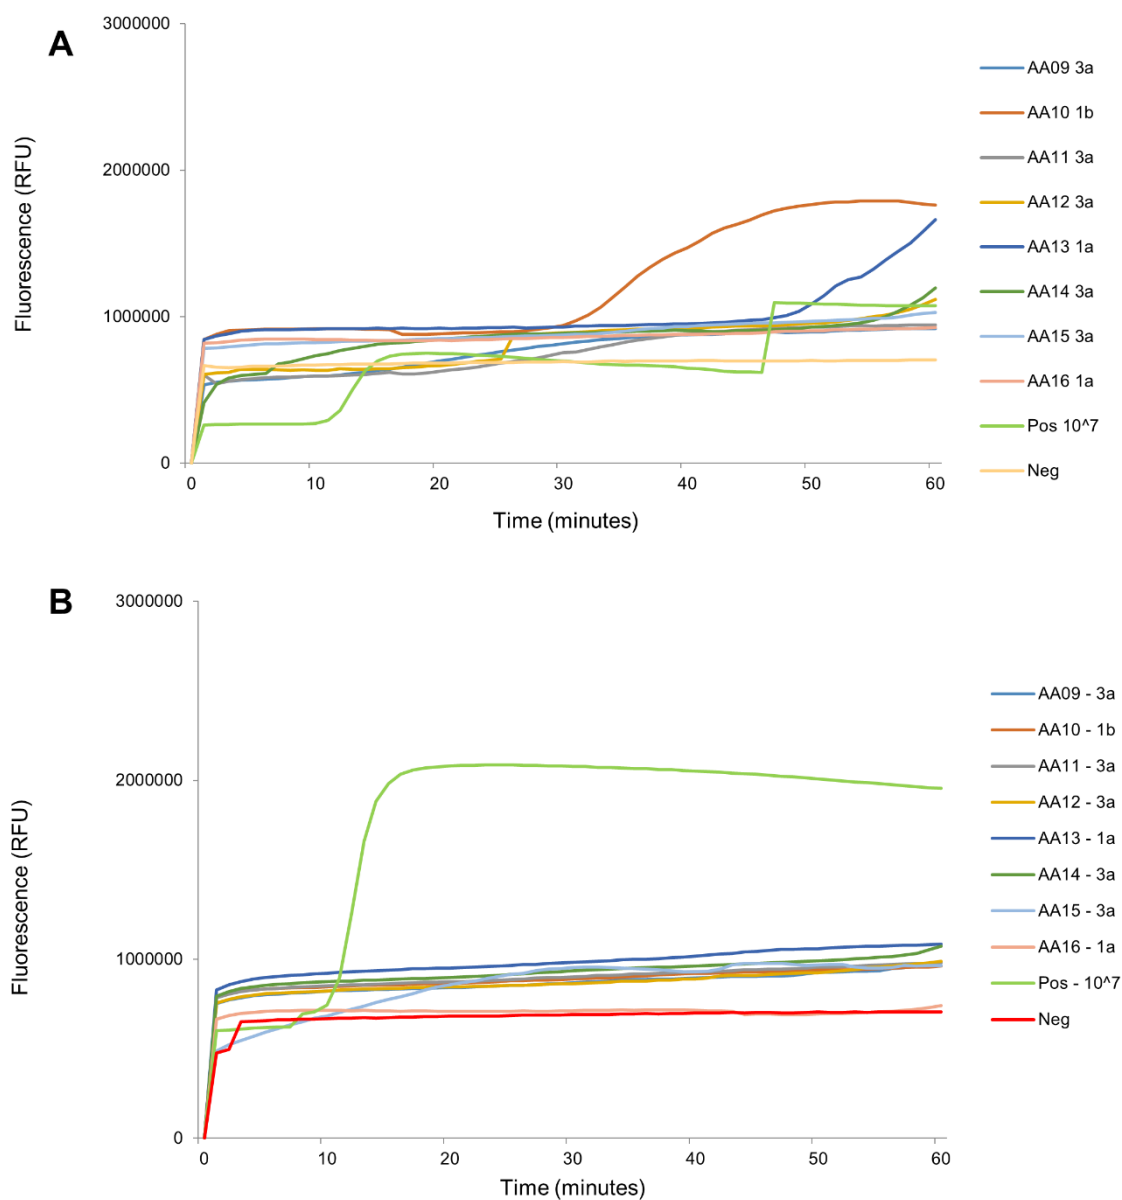 A
3000000
2000000
1000000
0
Fluorescence (RFU)
0 10 20 30 40 50 60
Time (minutes)
AA09 3a
AA10 1b
AA11 3a
AA12 3a
AA13 1a
AA14 3a
AA15 3a
AA16 1a
Pos 10^7
Neg
B
3000000
2000000
1000000
0
Fluorescence (RFU)
0 10 20 30 40 50 60
Time (minutes)
AA09 - 3a
AA10 - 1b
AA11 - 3a
AA12 - 3a
AA13 - 1a
AA14 - 3a
AA15 - 3a
AA16 - 1a
Pos - 10^7
Neg